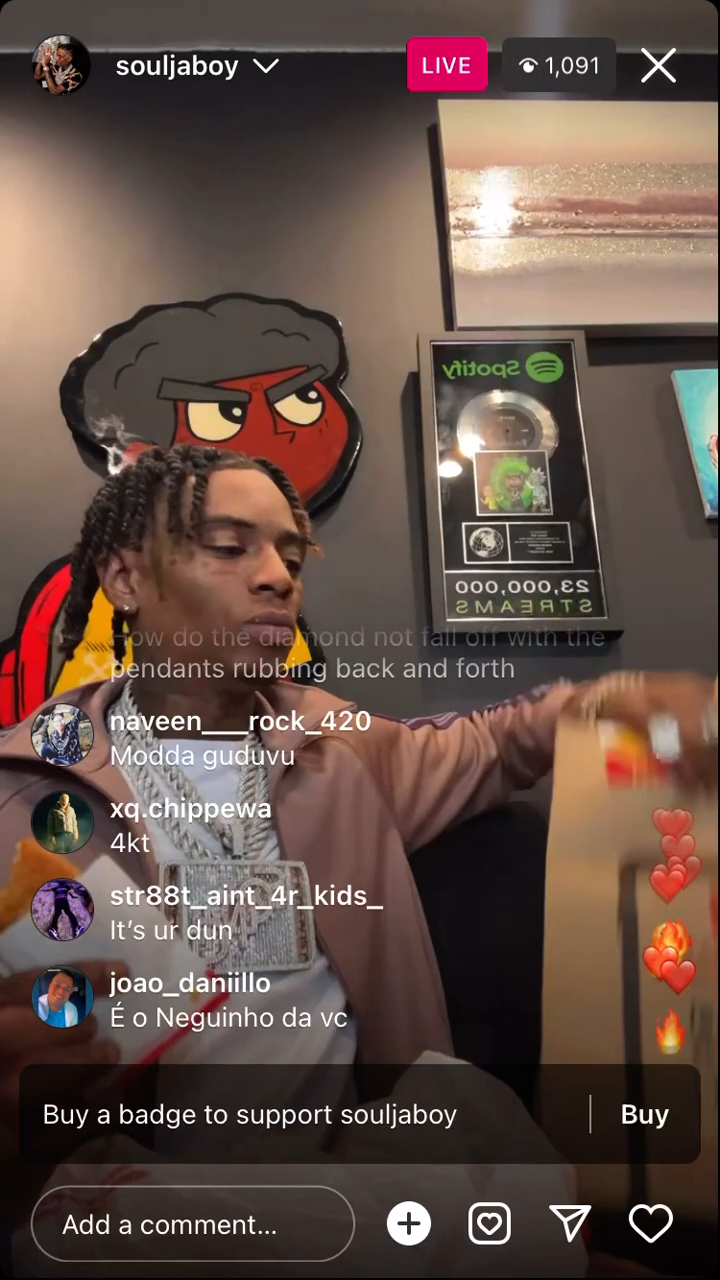 souljaboy
LIVE
1,091
Spotify
23,000,000
STREAMS
How do the diamond not fall off with the
pendants rubbing back and forth
naveen___rock_420
Modda guduvu
xq.chippewa
4kt
str88t_aint_4r_kids_
It’s ur dun
joao_daniillo
É o Neguinho da vc
Buy a badge to support souljaboy
Buy
Add a comment...